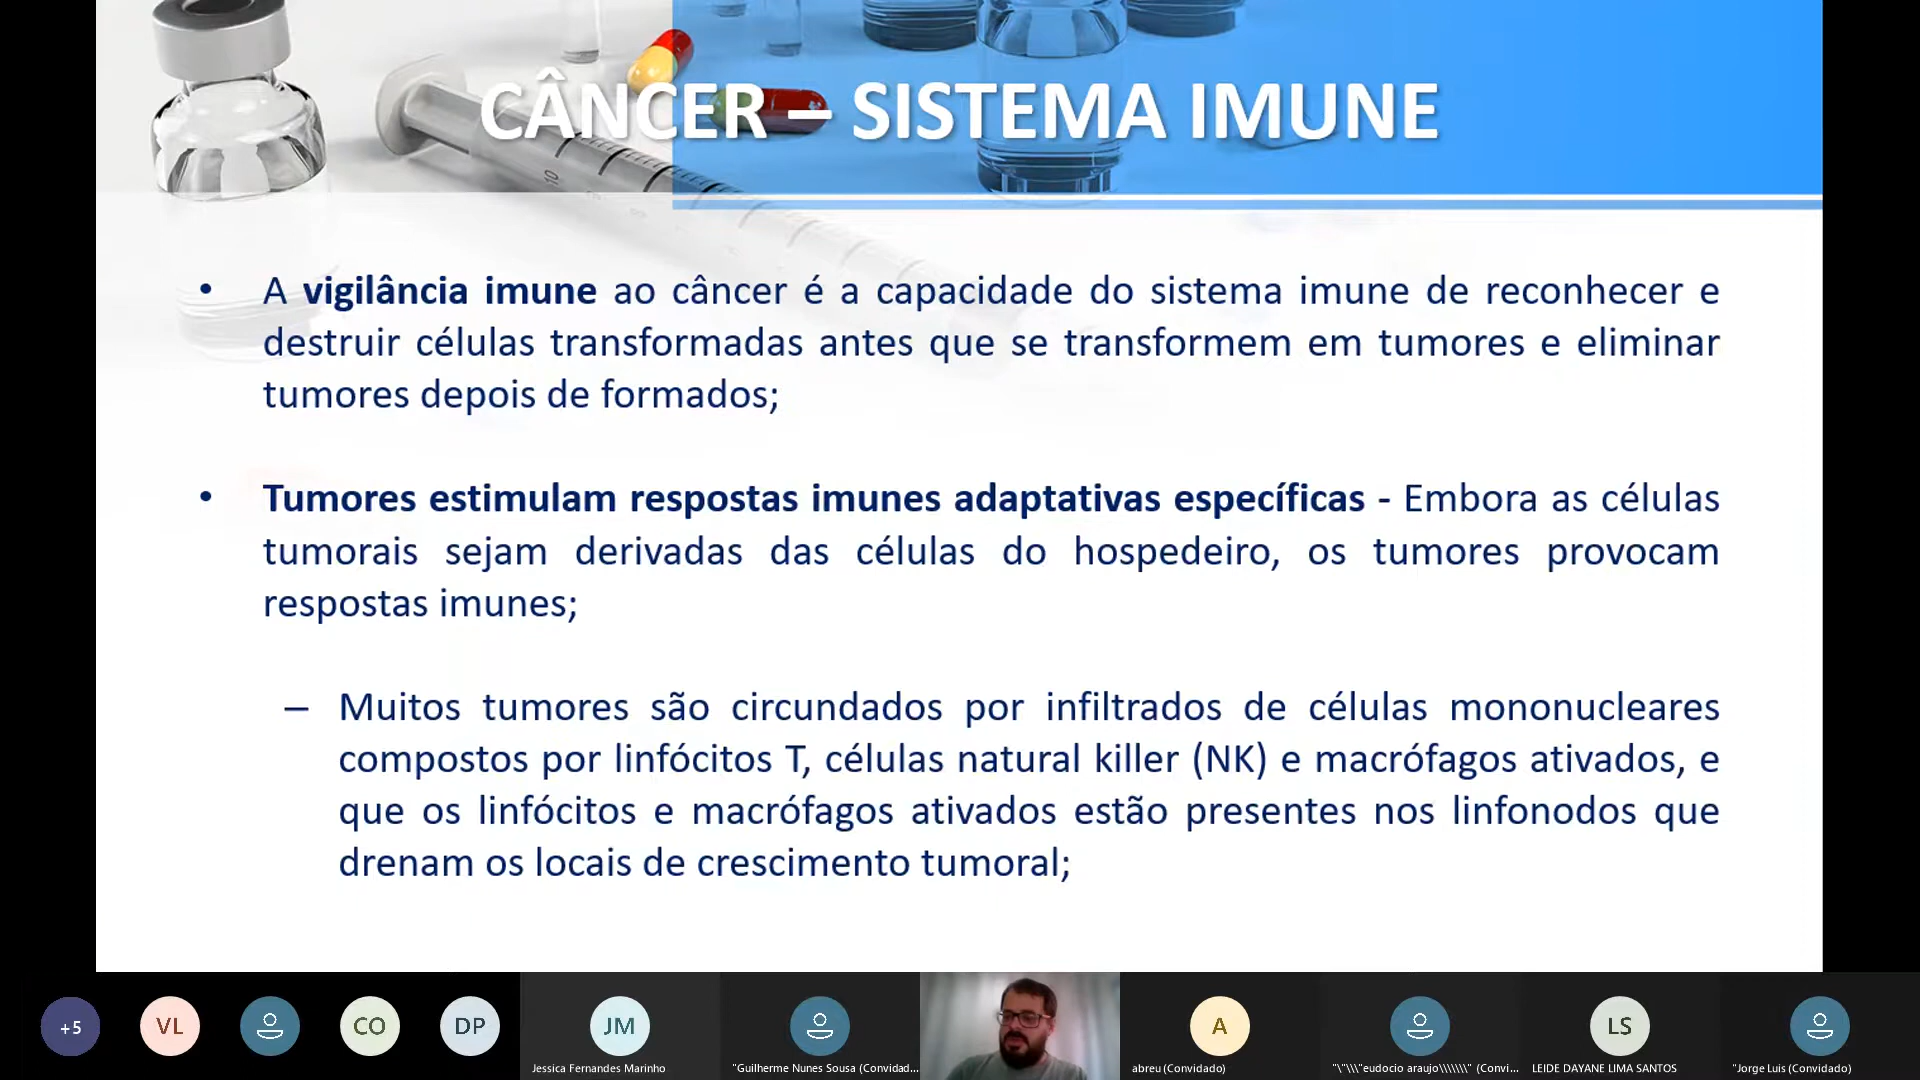 CÂNCER – SISTEMA IMUNE
• A vigilância imune ao câncer é a capacidade do sistema imune de reconhecer e
destruir células transformadas antes que se transformem em tumores e eliminar
tumores depois de formados;
• Tumores estimulam respostas imunes adaptativas específicas - Embora as células
tumorais sejam derivadas das células do hospedeiro, os tumores provocam
respostas imunes;
– Muitos tumores são circundados por infiltrados de células mononucleares
compostos por linfócitos T, células natural killer (NK) e macrófagos ativados, e
que os linfócitos e macrófagos ativados estão presentes nos linfonodos que
drenam os locais de crescimento tumoral;
10
+5
VL
CO
DP
JM
A
LS
Jessica Fernandes Marinho
"Guilherme Nunes Sousa (Convidad...
abreu (Convidado)
"\"\\\"eudocio araujo\\\\\\\" (Convi...
LEIDE DAYANE LIMA SANTOS
"Jorge Luis (Convidado)